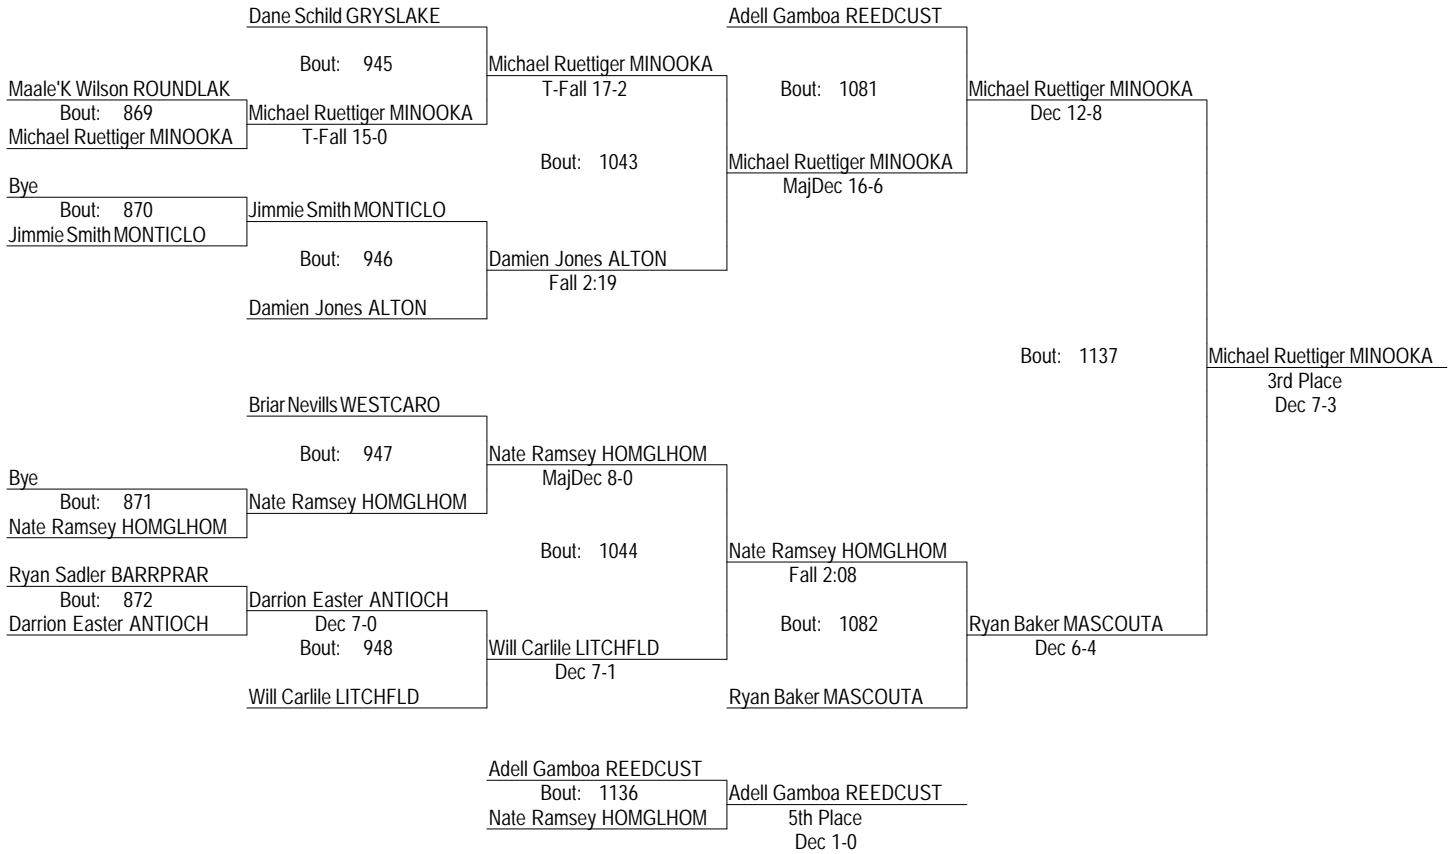 Dane Schild GRYSLAKE
Adell Gamboa REEDCUST
Bout: 945
Michael Ruettiger MINOOKA
T-Fall 17-2
Maale'K Wilson ROUNDLAK
Bout: 1081
Michael Ruettiger MINOOKA
Dec 12-8
Bout: 869
Michael Ruettiger MINOOKA
T-Fall 15-0
Michael Ruettiger MINOOKA
Bout: 1043
Michael Ruettiger MINOOKA
MajDec 16-6
Bye
Bout: 870
Jimmie Smith MONTICLO
Jimmie Smith MONTICLO
Bout: 946
Damien Jones ALTON
Fall 2:19
Damien Jones ALTON
Bout: 1137
Michael Ruettiger MINOOKA
3rd Place
Dec 7-3
Briar Nevills WESTCARO
Bout: 947
Nate Ramsey HOMGLHOM
MajDec 8-0
Bye
Bout: 871
Nate Ramsey HOMGLHOM
Nate Ramsey HOMGLHOM
Bout: 1044
Nate Ramsey HOMGLHOM
Fall 2:08
Ryan Sadler BARRPRAR
Bout: 872
Darrion Easter ANTIOCH
Dec 7-0
Darrion Easter ANTIOCH
Bout: 1082
Ryan Baker MASCOUTA
Dec 6-4
Bout: 948
Will Carlile LITCHFLD
Dec 7-1
Will Carlile LITCHFLD
Ryan Baker MASCOUTA
Adell Gamboa REEDCUST
Bout: 1136
Adell Gamboa REEDCUST
Nate Ramsey HOMGLHOM
5th Place
Dec 1-0